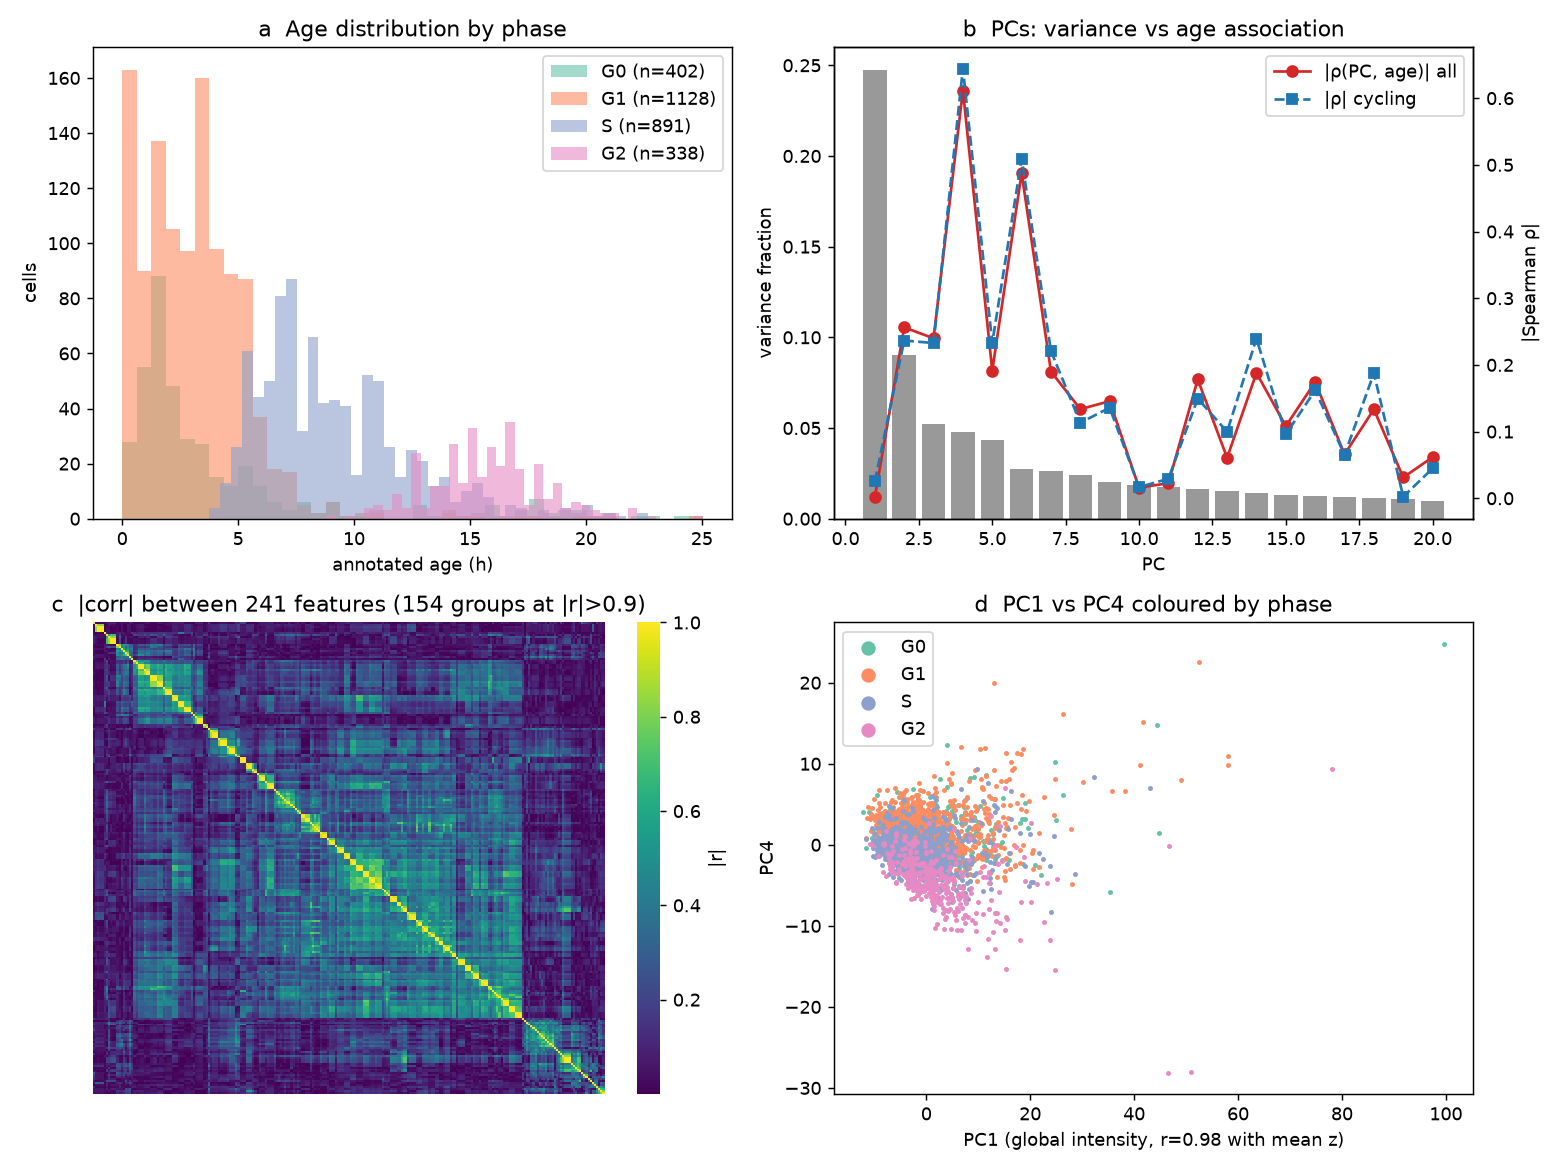 a  Age distribution by phase
G0 (n=402)
G1 (n=1128)
S (n=891)
G2 (n=338)
cells
160
140
120
100
80
60
40
20
0
0 5 10 15 20 25
annotated age (h)
b  PCs: variance vs age association
|ρ(PC, age)| all
|ρ| cycling
variance fraction
0.25
0.20
0.15
0.10
0.05
0.00
0.6
0.5
0.4
0.3
0.2
0.1
0.0
|Spearman ρ|
0.0 2.5 5.0 7.5 10.0 12.5 15.0 17.5 20.0
PC
c  |corr| between 241 features (154 groups at |r|>0.9)
1.0
0.8
0.6
0.4
0.2
|r|
d  PC1 vs PC4 coloured by phase
G0
G1
S
G2
PC4
20
10
0
−10
−20
−30
0 20 40 60 80 100
PC1 (global intensity, r=0.98 with mean z)